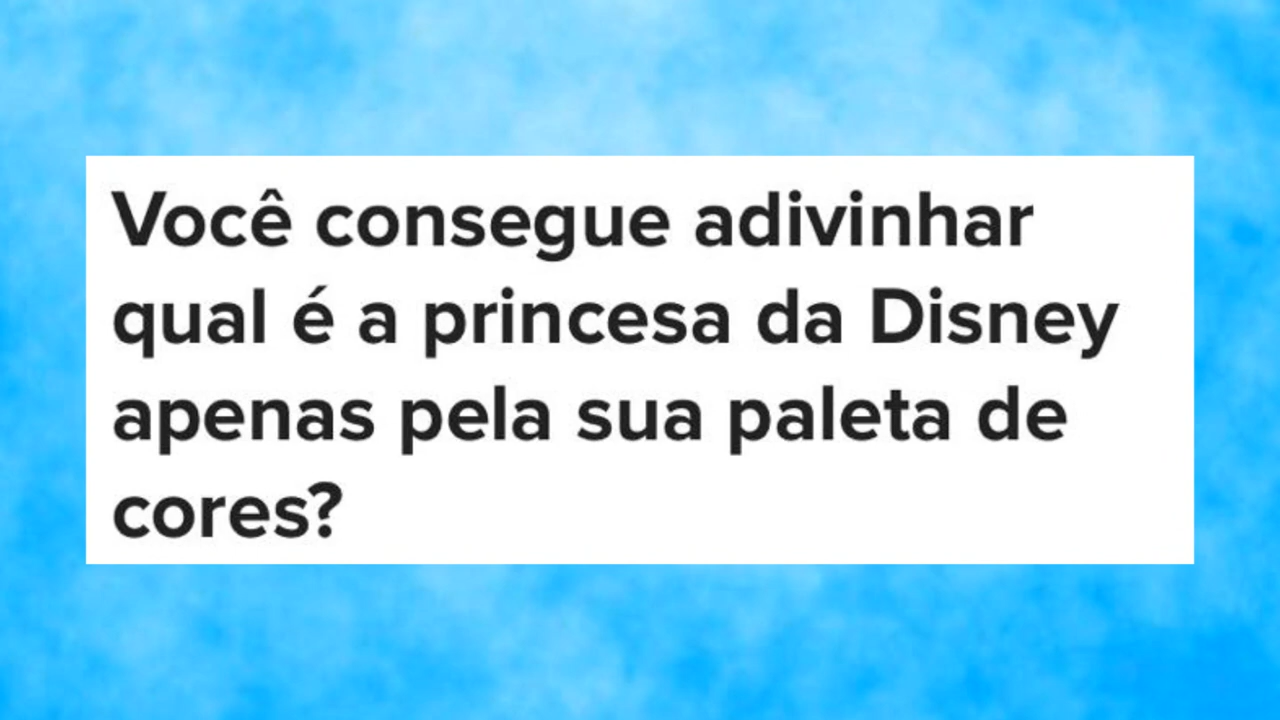 Você consegue adivinhar
qual é a princesa da Disney
apenas pela sua paleta de
cores?